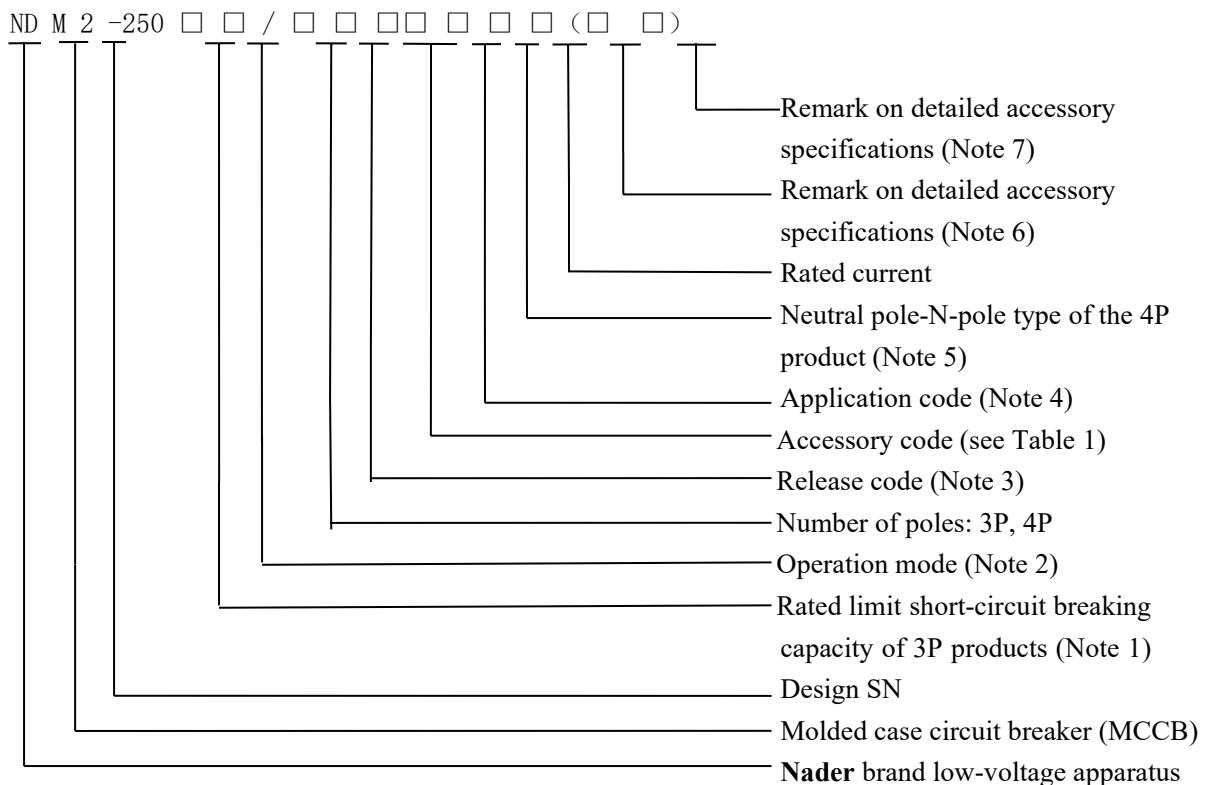 ND M 2 -250 □ □ / □ □ □□ □ □ □ (□ □)
Remark on detailed accessory
specifications (Note 7)
Remark on detailed accessory
specifications (Note 6)
Rated current
Neutral pole-N-pole type of the 4P
product (Note 5)
Application code (Note 4)
Accessory code (see Table 1)
Release code (Note 3)
Number of poles: 3P, 4P
Operation mode (Note 2)
Rated limit short-circuit breaking
capacity of 3P products (Note 1)
Design SN
Molded case circuit breaker (MCCB)
Nader brand low-voltage apparatus